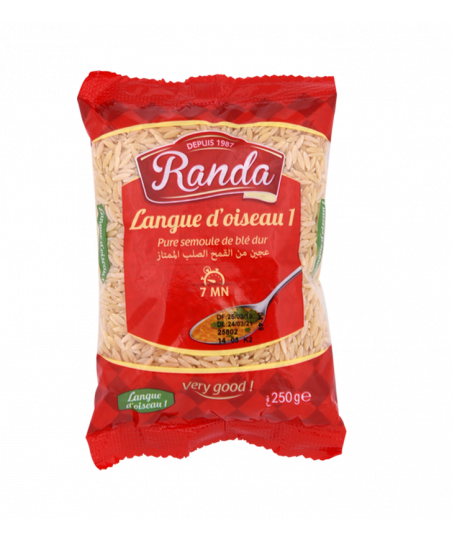 DEPUIS 1987
Randa
Langue d'oiseau 1
Pure semoule de blé dur
عجين من القمح الصلب الممتاز
7 MN
25802
very good !
Langue
d'oiseau 1
250g e